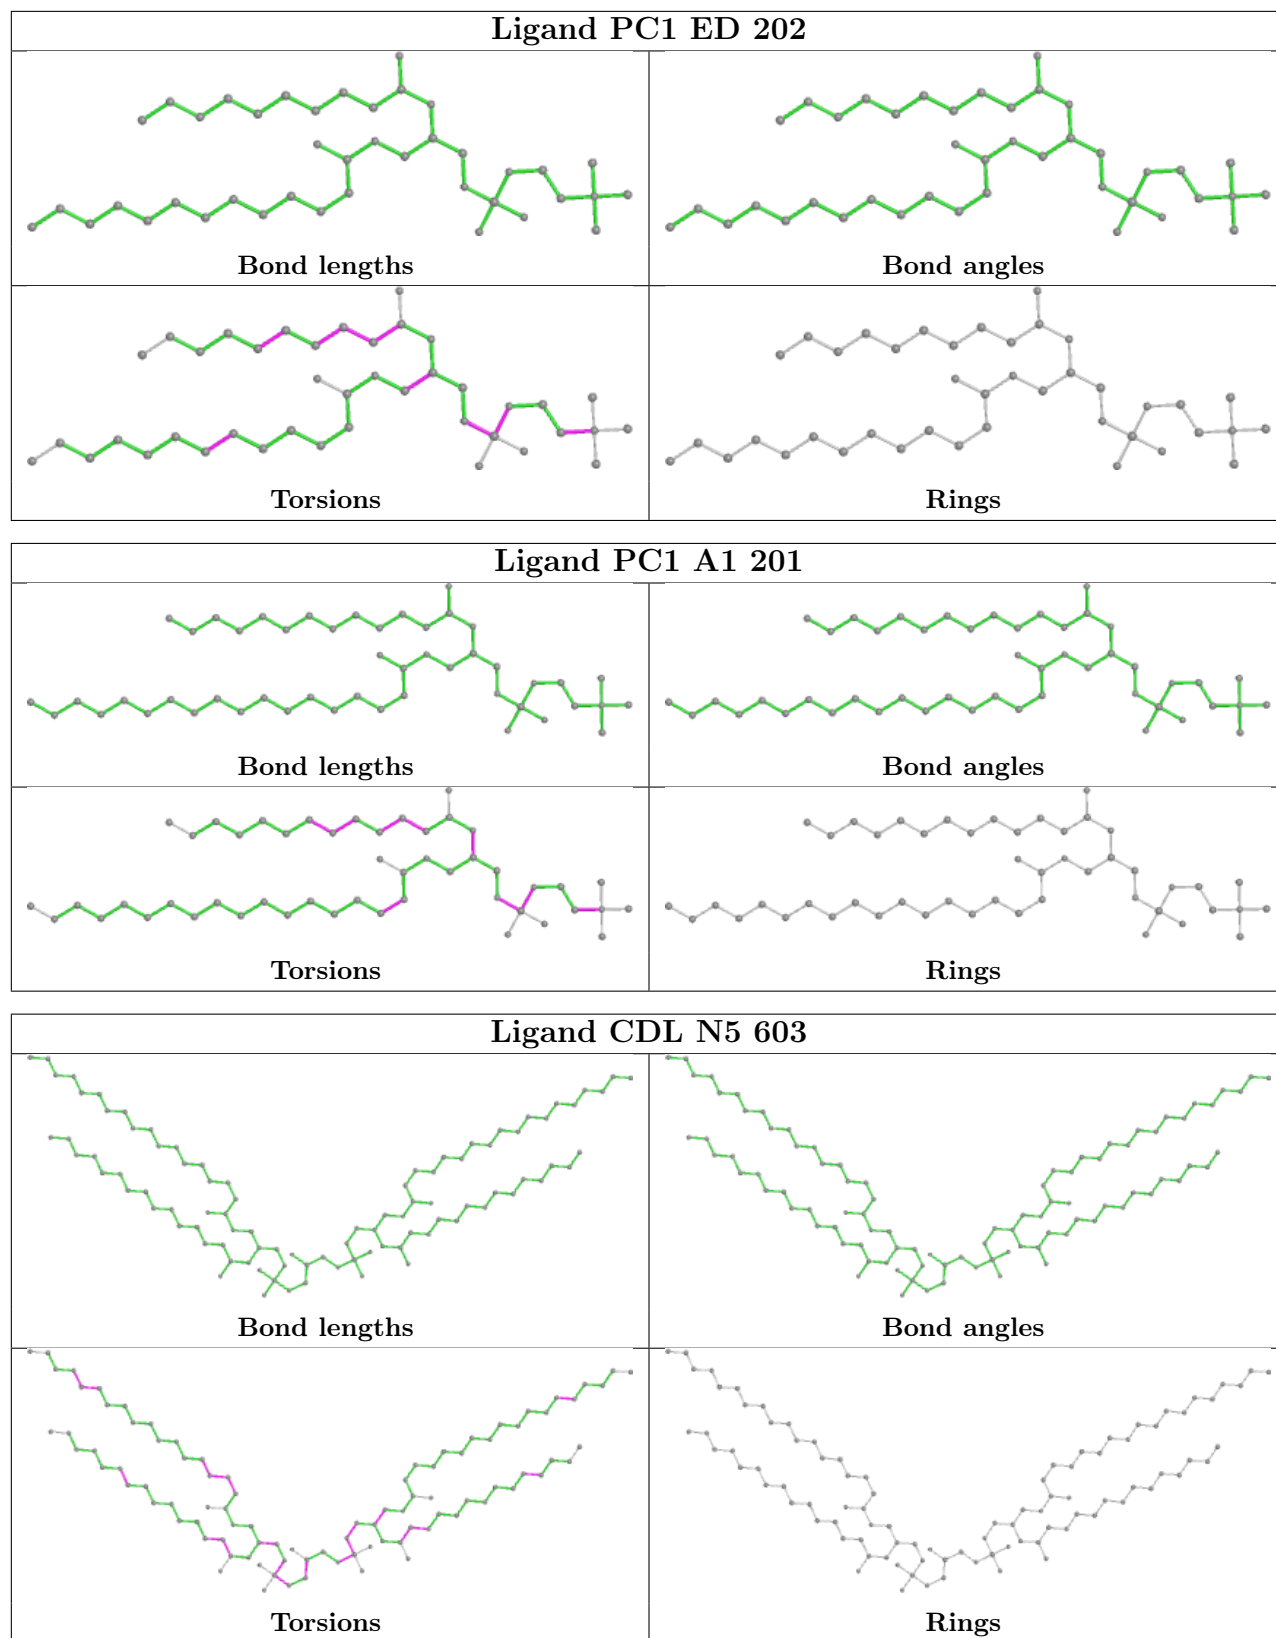 Ligand PC1 ED 202
Bond lengths
Bond angles
Torsions
Rings
Ligand PC1 A1 201
Bond lengths
Bond angles
Torsions
Rings
Ligand CDL N5 603
Bond lengths
Bond angles
Torsions
Rings